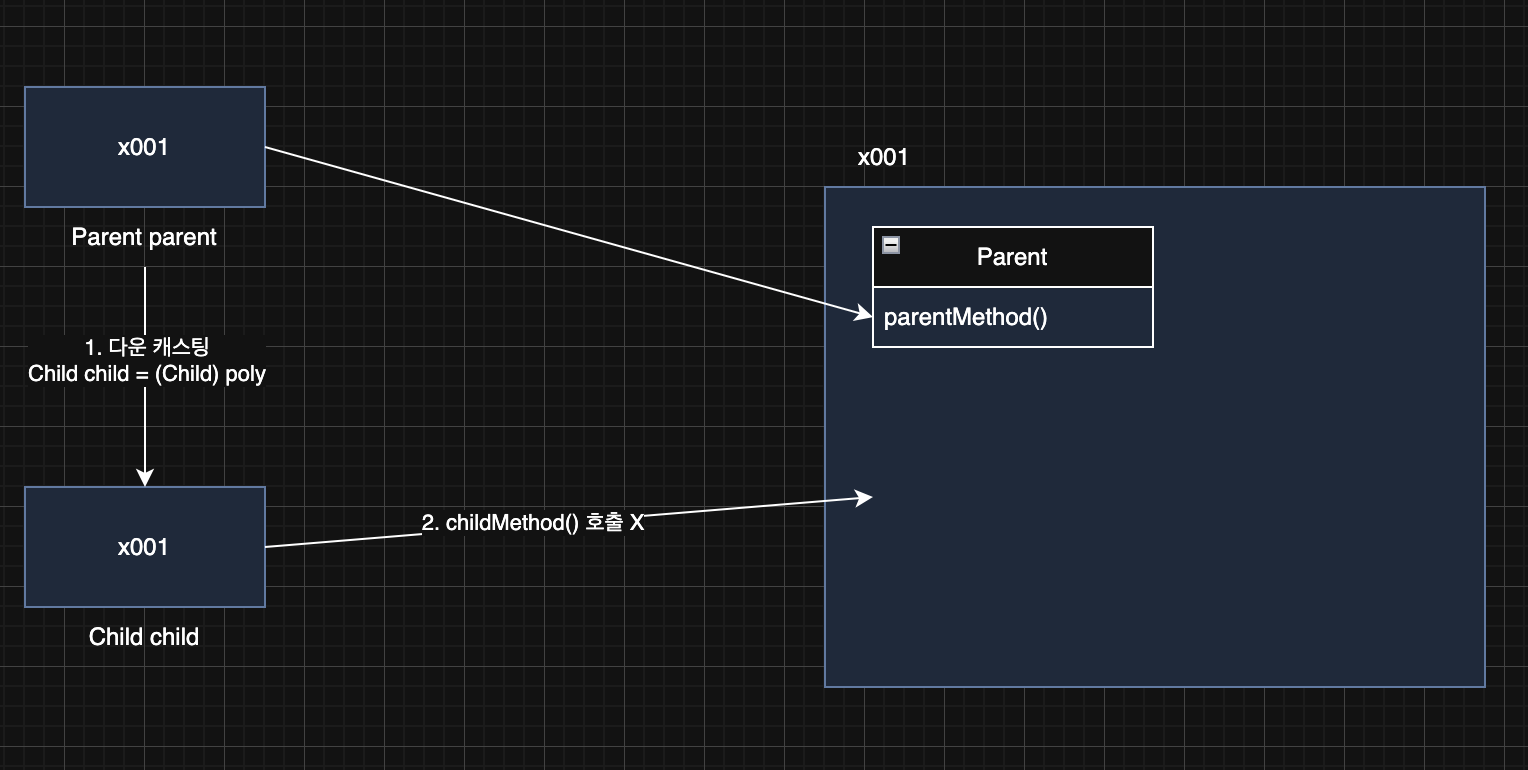 x001
Parent parent
1. 다운 캐스팅
Child child = (Child) poly
x001
Child child
2. childMethod() 호출 X
x001
Parent
parentMethod()